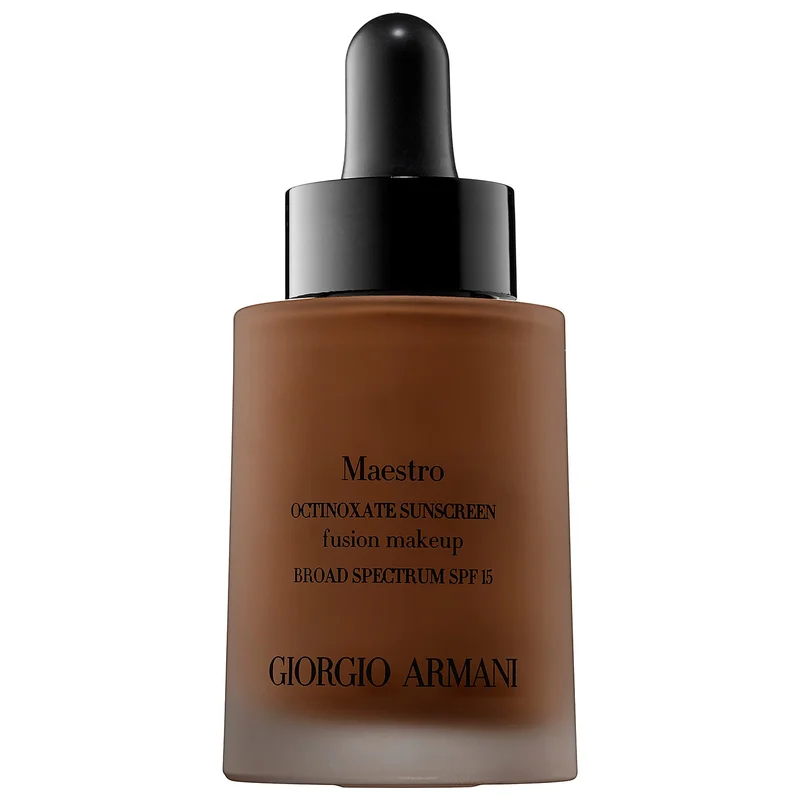 Maestro
OCTINOXATE SUNSCREEN
fusion makeup
BROAD SPECTRUM SPF 15
GIORGIO ARMANI